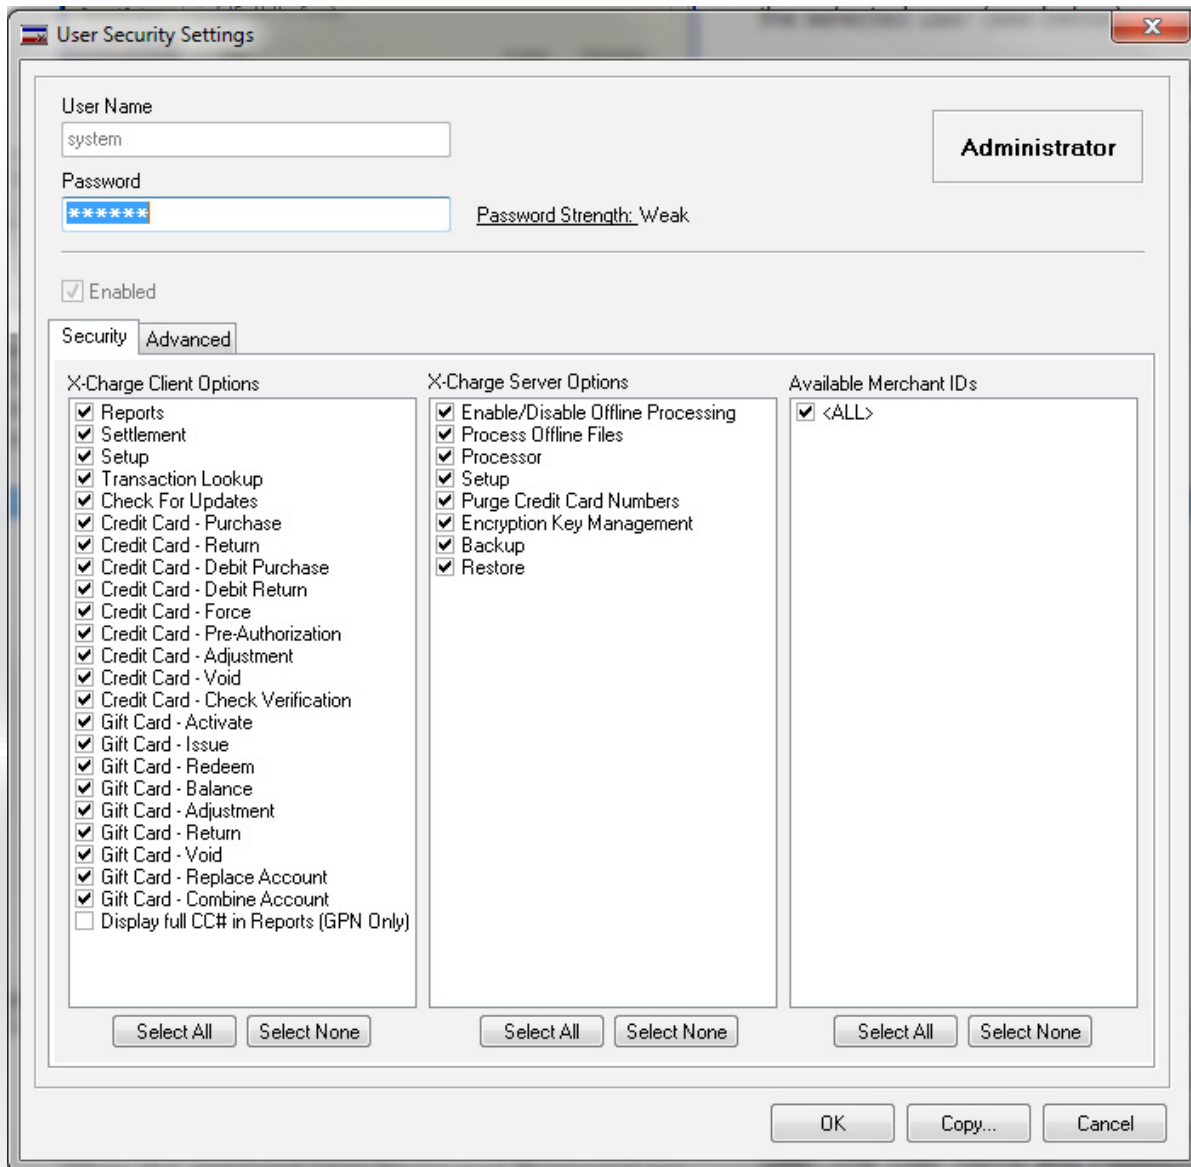 User Security Settings
User Name
system
Administrator
Password
******
Password Strength: Weak
Enabled
Security
Advanced
X-Charge Client Options
Reports
Settlement
Setup
Transaction Lookup
Check For Updates
Credit Card - Purchase
Credit Card - Return
Credit Card - Debit Purchase
Credit Card - Debit Return
Credit Card - Force
Credit Card - Pre-Authorization
Credit Card - Adjustment
Credit Card - Void
Credit Card - Check Verification
Gift Card - Activate
Gift Card - Issue
Gift Card - Redeem
Gift Card - Balance
Gift Card - Adjustment
Gift Card - Return
Gift Card - Void
Gift Card - Replace Account
Gift Card - Combine Account
Display full CC# in Reports (GPN Only)
Select All
Select None
X-Charge Server Options
Enable/Disable Offline Processing
Process Offline Files
Processor
Setup
Purge Credit Card Numbers
Encryption Key Management
Backup
Restore
Select All
Select None
Available Merchant IDs
<ALL>
Select All
Select None
OK
Copy...
Cancel